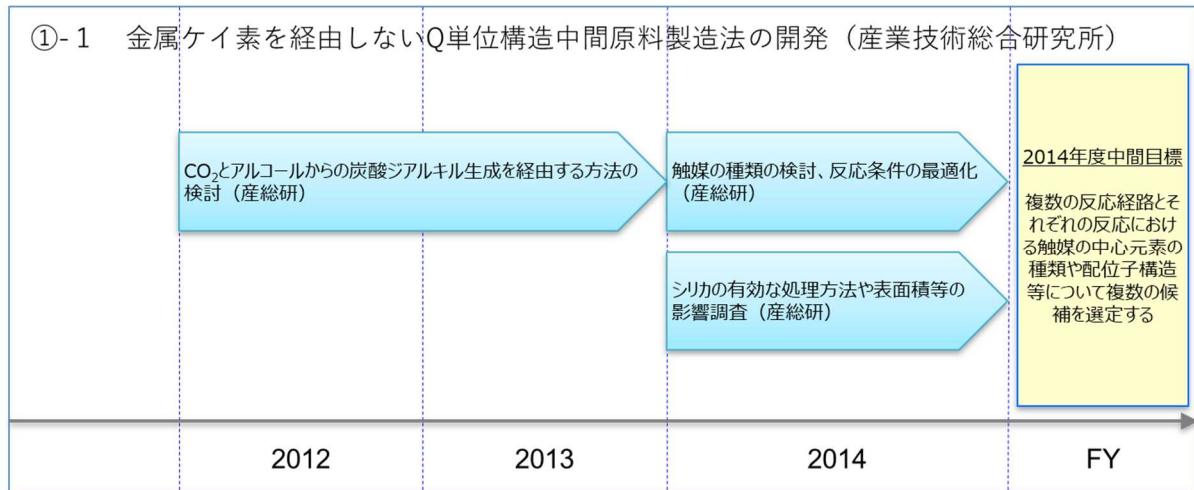 ①-１　金属ケイ素を経由しないQ単位構造中間原料製造法の開発（産業技術総合研究所）
CO₂とアルコールからの炭酸ジアルキル生成を経由する方法の
検討（産総研）
触媒の種類の検討、反応条件の最適化
（産総研）
シリカの有効な処理方法や表面積等の
影響調査（産総研）
2014年度中間目標
複数の反応経路とそ
れぞれの反応におけ
る触媒の中心元素の
種類や配位子構造
等について複数の候
補を選定する
2012
2013
2014
FY